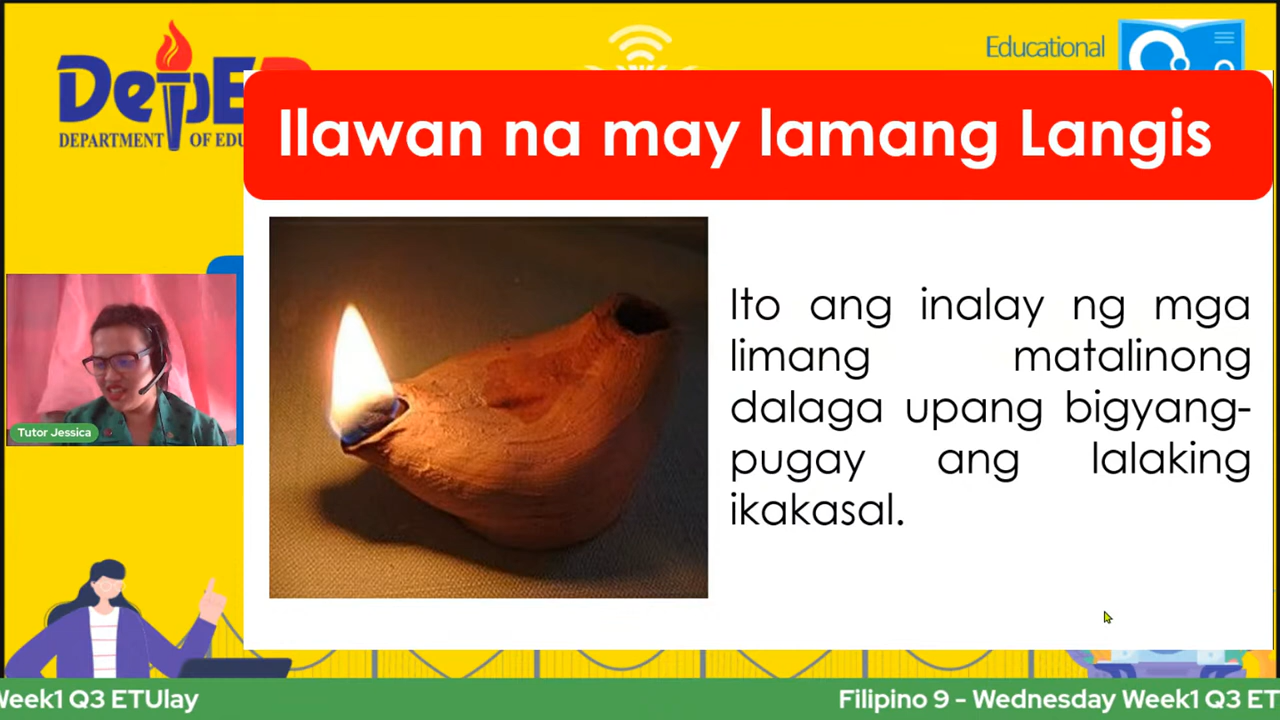 DepED
DEPARTMENT OF EDU
Educational
Ilawan na may lamang Langis
Ito ang inalay ng mga
limang matalinong
dalaga upang bigyang-
pugay ang lalaking
ikakasal.
Tutor Jessica
Week1 Q3 ETUlay
Filipino 9 - Wednesday Week1 Q3 ET